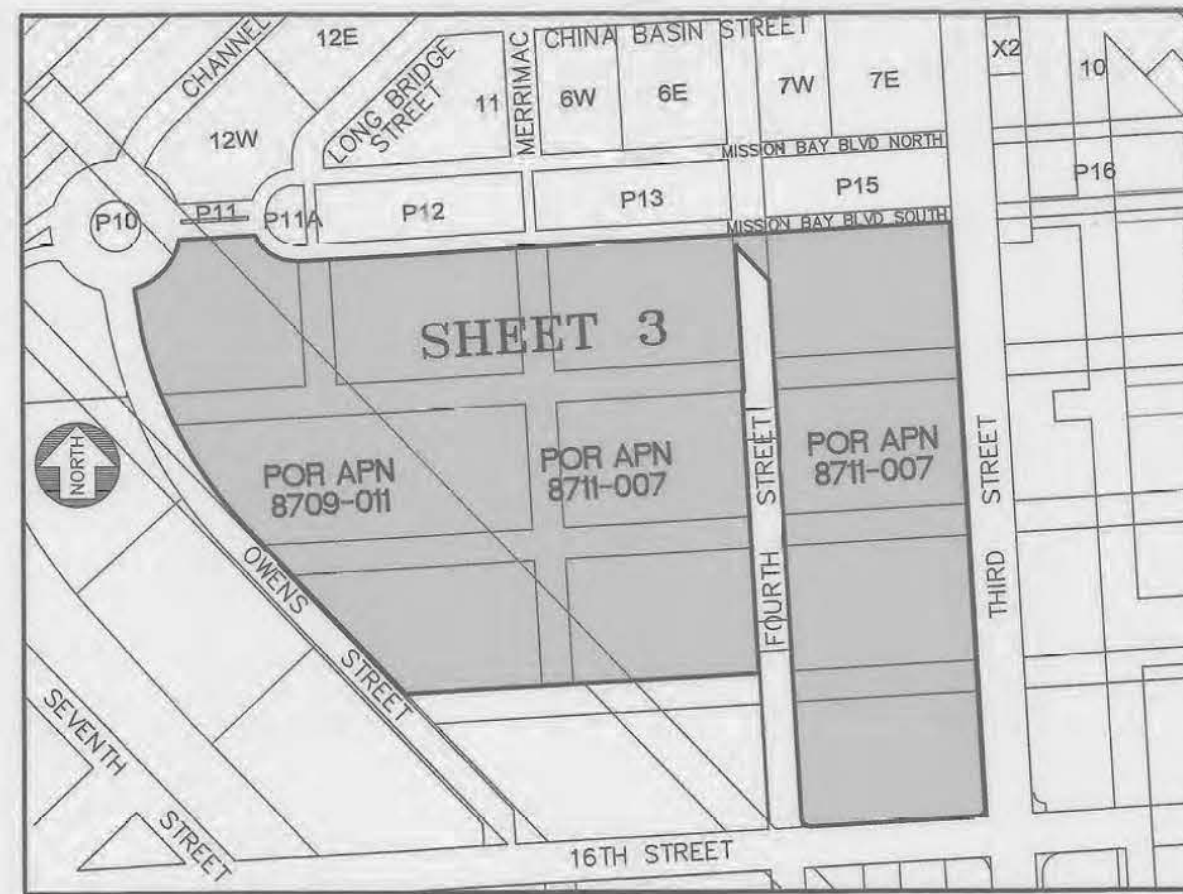 12E
CHANNEL
LONG BRIDGE
STREET
MERRIMAC
CHINA BASIN STREET
X2
10
11
6W
6E
7W
7E
12W
MISSION BAY BLVD NORTH
P10
P11
P11A
P12
P13
P15
P16
MISSION BAY BLVD SOUTH
SHEET 3
NORTH
POR APN
8709-011
POR APN
8711-007
POR APN
8711-007
FOURTH STREET
THIRD STREET
OWENS STREET
SEVENTH STREET
16TH STREET